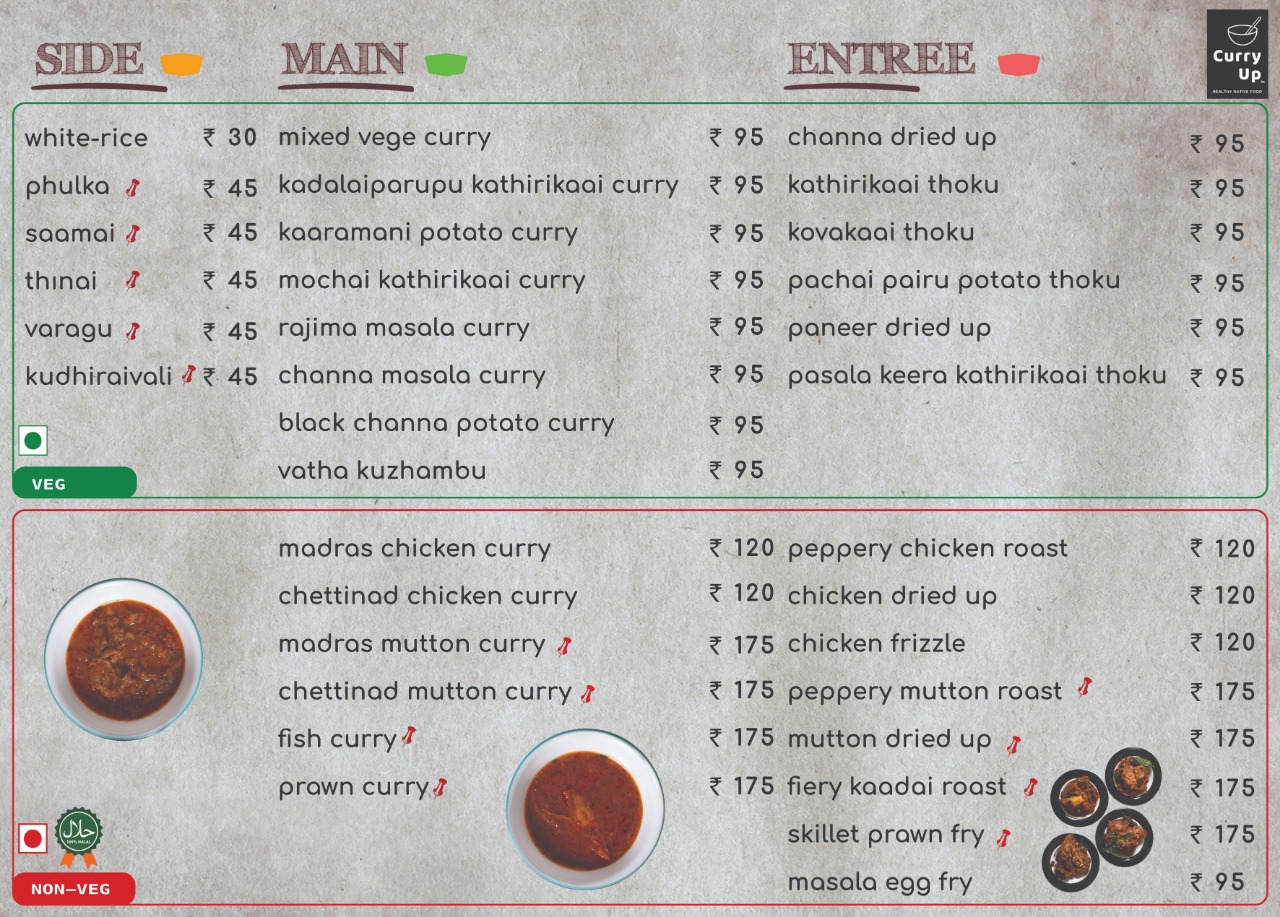 SIDE MAIN ENTREE
Curry
Up
HEALTHY NATIVE FOOD
white-rice ₹ 30 mixed vege curry ₹ 95 channa dried up ₹ 95
phulka ₹ 45 kadalaiparupu kathirikaai curry ₹ 95 kathirikaai thoku ₹ 95
saamai ₹ 45 kaaramani potato curry ₹ 95 kovakaai thoku ₹ 95
thınai ₹ 45 mochai kathirikaai curry ₹ 95 pachai pairu potato thoku ₹ 95
varagu ₹ 45 rajima masala curry ₹ 95 paneer dried up ₹ 95
kudhiraivali ₹ 45 channa masala curry ₹ 95 pasala keera kathirikaai thoku ₹ 95
black channa potato curry ₹ 95
vatha kuzhambu ₹ 95
VEG
madras chicken curry ₹ 120 peppery chicken roast ₹ 120
chettinad chicken curry ₹ 120 chicken dried up ₹ 120
madras mutton curry ₹ 175 chicken frizzle ₹ 120
chettinad mutton curry ₹ 175 peppery mutton roast ₹ 175
fish curry ₹ 175 mutton dried up ₹ 175
prawn curry ₹ 175 fiery kaadai roast ₹ 175
skillet prawn fry ₹ 175
masala egg fry ₹ 95
حلال
100% HALAL
NON–VEG